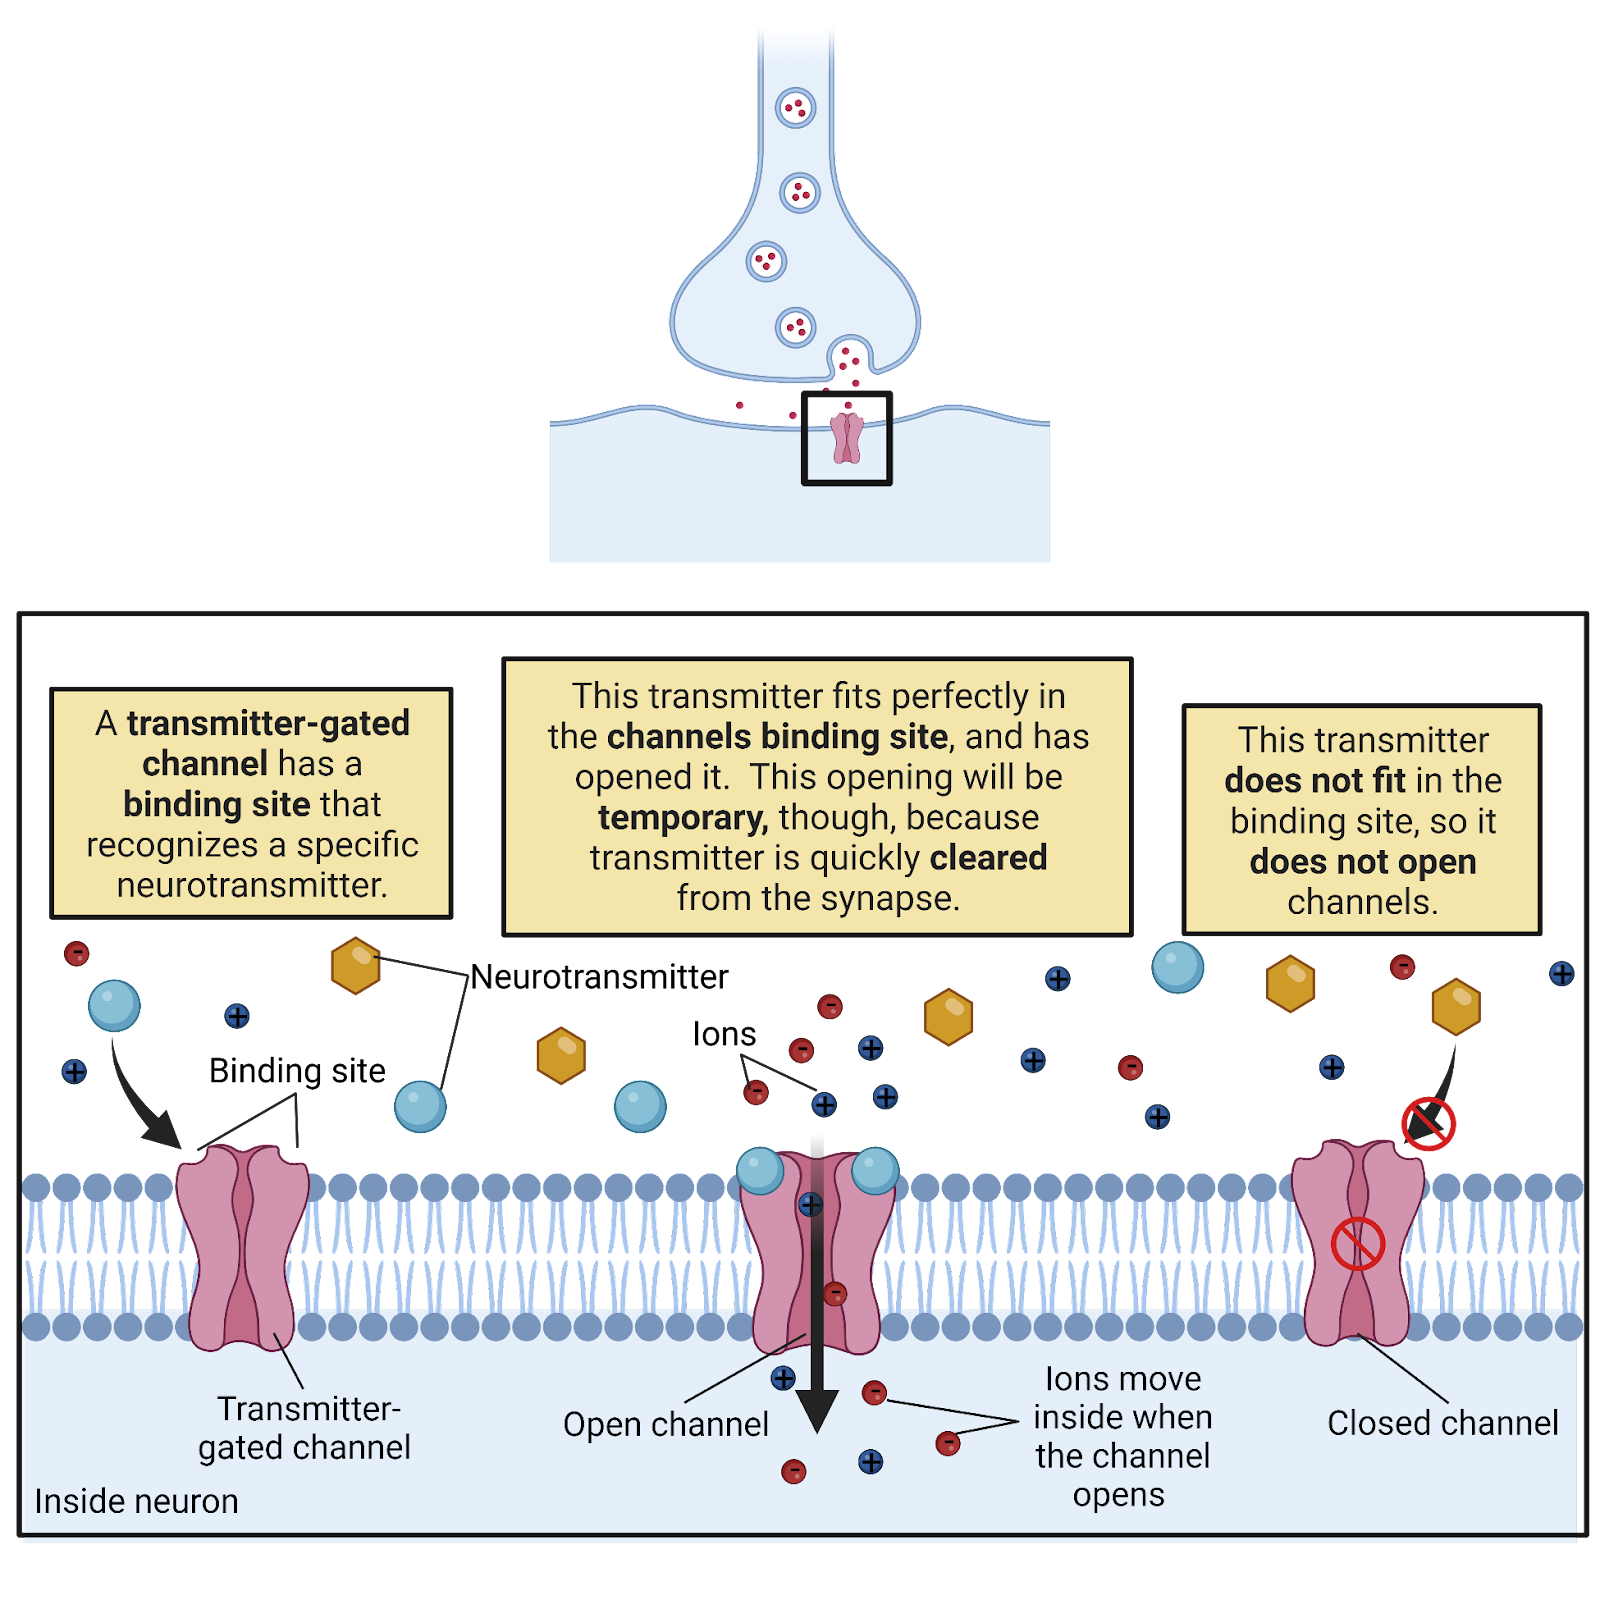 A transmitter-gated
channel has a
binding site that
recognizes a specific
neurotransmitter.
This transmitter fits perfectly in
the channels binding site, and has
opened it.  This opening will be
temporary, though, because
transmitter is quickly cleared
from the synapse.
This transmitter
does not fit in the
binding site, so it
does not open
channels.
Neurotransmitter
Ions
Binding site
Transmitter-
gated channel
Open channel
Ions move
inside when
the channel
opens
Closed channel
Inside neuron